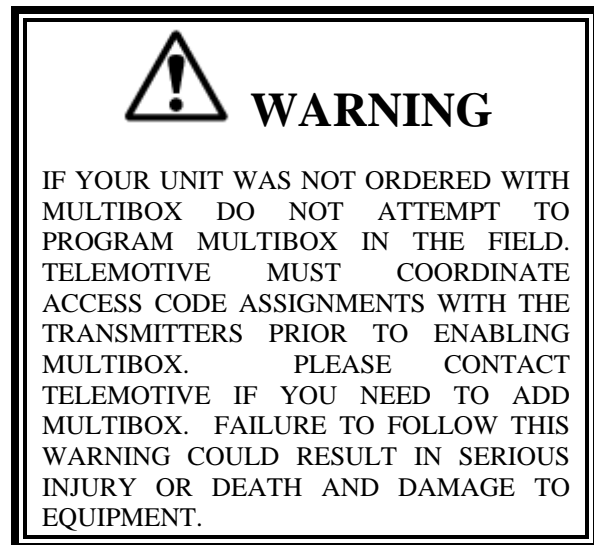 WARNING
IF YOUR UNIT WAS NOT ORDERED WITH
MULTIBOX DO NOT ATTEMPT TO
PROGRAM MULTIBOX IN THE FIELD.
TELEMOTIVE MUST COORDINATE
ACCESS CODE ASSIGNMENTS WITH THE
TRANSMITTERS PRIOR TO ENABLING
MULTIBOX. PLEASE CONTACT
TELEMOTIVE IF YOU NEED TO ADD
MULTIBOX. FAILURE TO FOLLOW THIS
WARNING COULD RESULT IN SERIOUS
INJURY OR DEATH AND DAMAGE TO
EQUIPMENT.